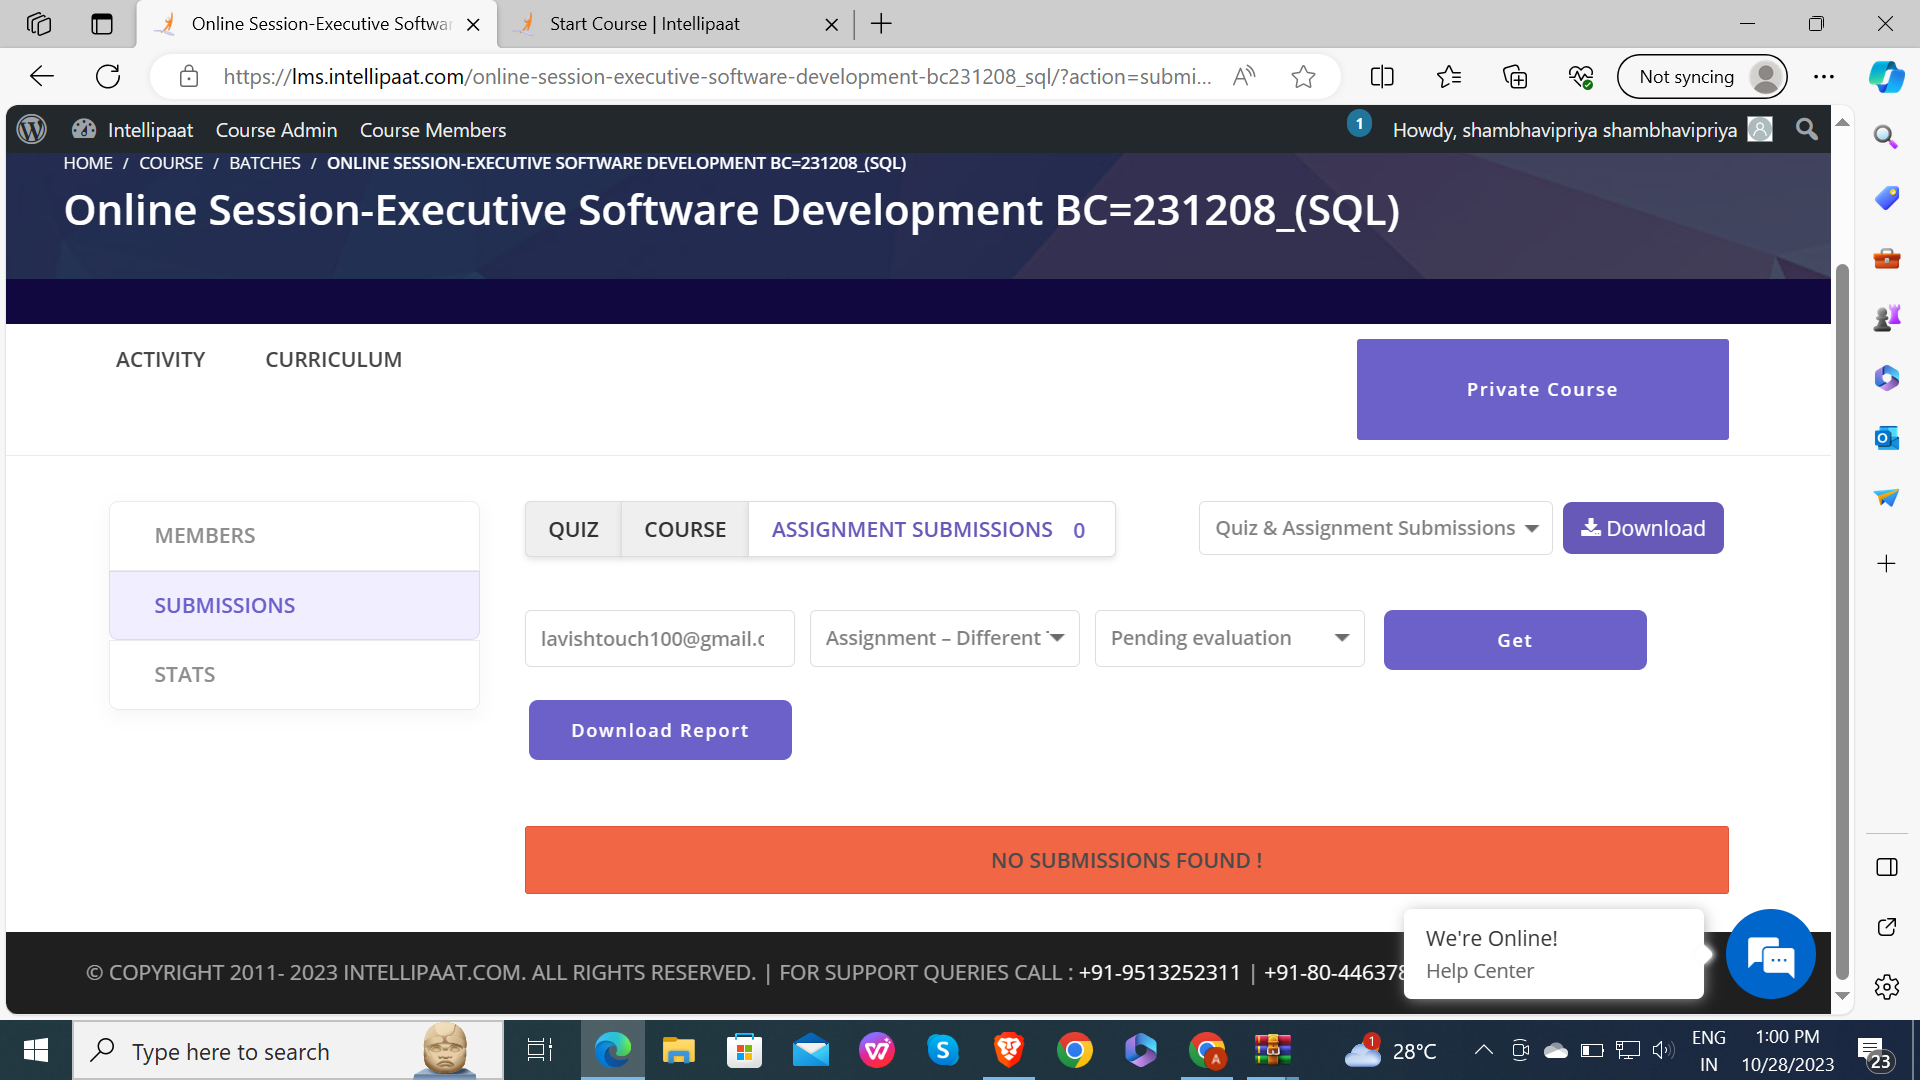 Online Session-Executive Softwar
Start Course | Intellipaat
https://lms.intellipaat.com/online-session-executive-software-development-bc231208_sql/?action=submi...
Not syncing
Intellipaat
Course Admin
Course Members
1
Howdy, shambhavipriya shambhavipriya
HOME / COURSE / BATCHES / ONLINE SESSION-EXECUTIVE SOFTWARE DEVELOPMENT BC=231208_(SQL)
Online Session-Executive Software Development BC=231208_(SQL)
ACTIVITY
CURRICULUM
Private Course
MEMBERS
SUBMISSIONS
STATS
QUIZ
COURSE
ASSIGNMENT SUBMISSIONS 0
Quiz & Assignment Submissions
Download
lavishtouch100@gmail.c
Assignment – Different
Pending evaluation
Get
Download Report
NO SUBMISSIONS FOUND !
We're Online!
Help Center
© COPYRIGHT 2011- 2023 INTELLIPAAT.COM. ALL RIGHTS RESERVED. | FOR SUPPORT QUERIES CALL : +91-9513252311 | +91-80-446378
Type here to search
1
28°C
ENG
IN
1:00 PM
10/28/2023
23